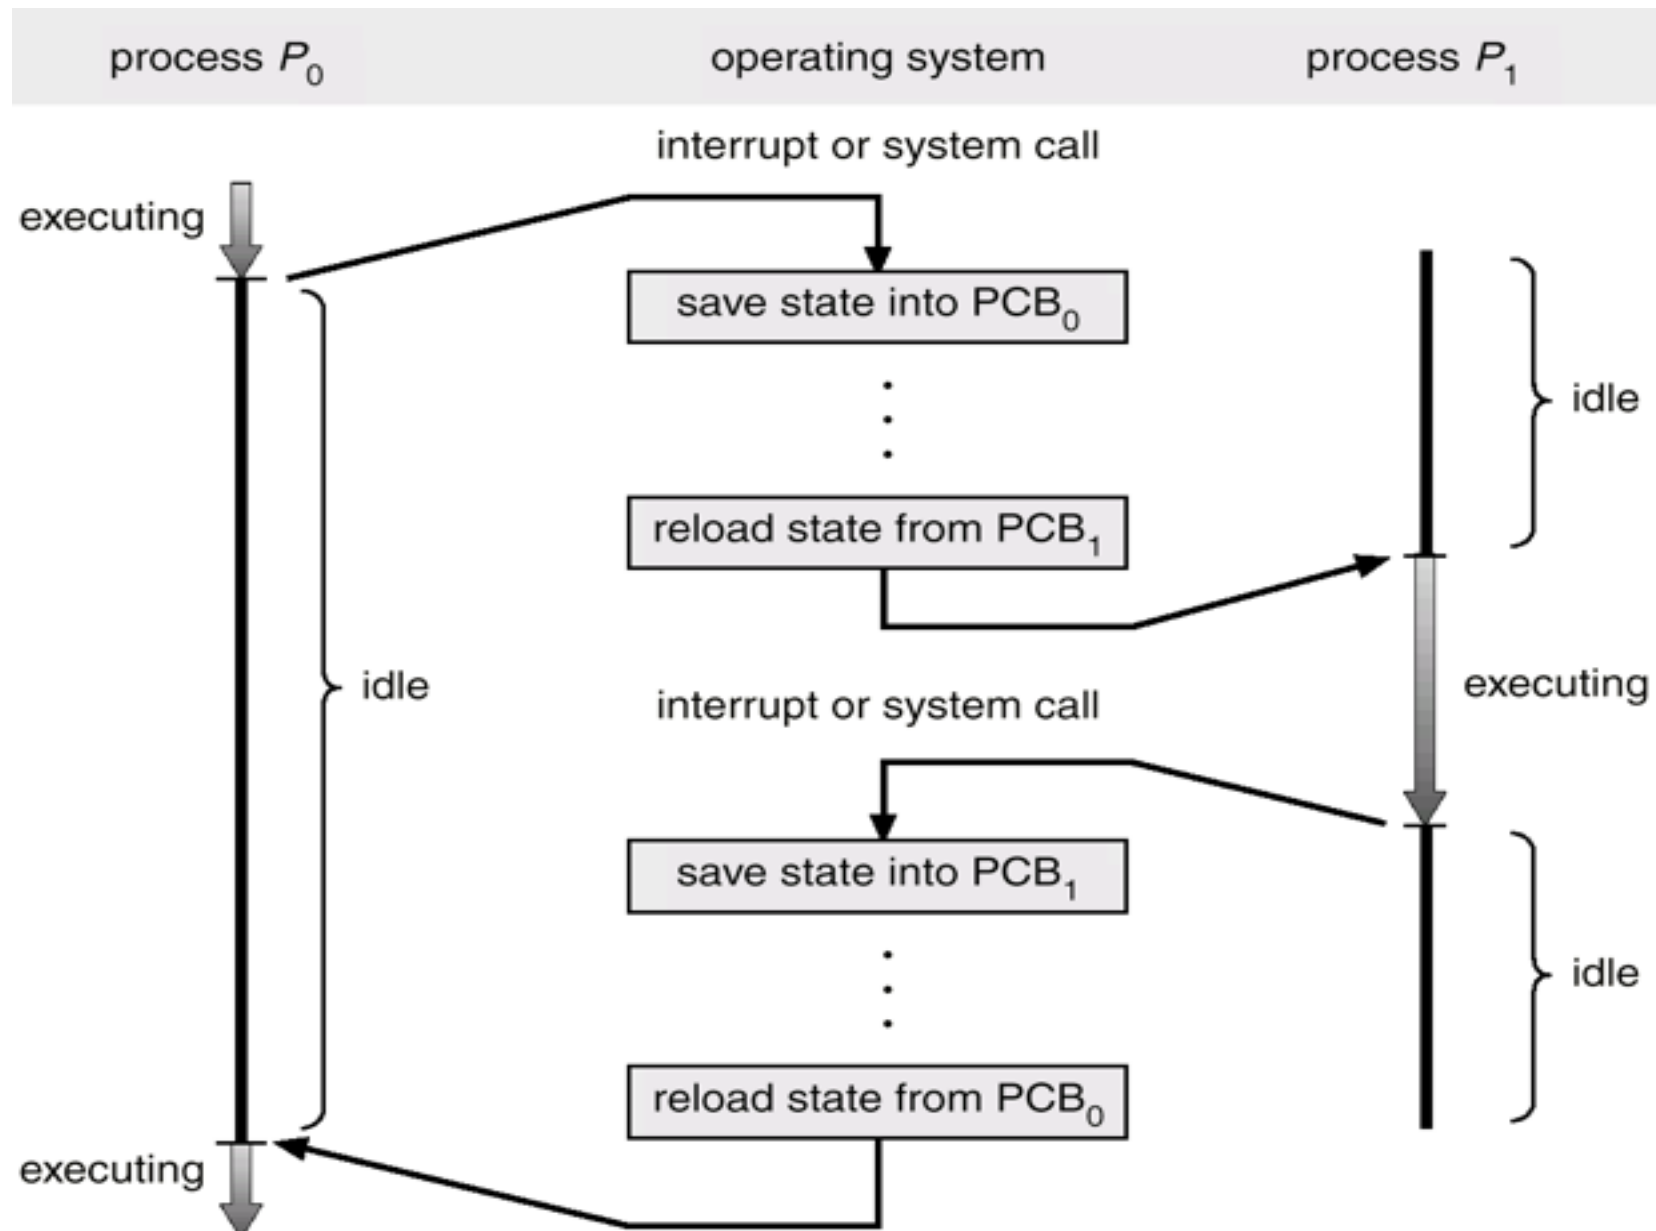 process P0
operating system
process P1
interrupt or system call
executing
save state into PCB0
idle
reload state from PCB1
idle
executing
interrupt or system call
save state into PCB1
idle
reload state from PCB0
executing